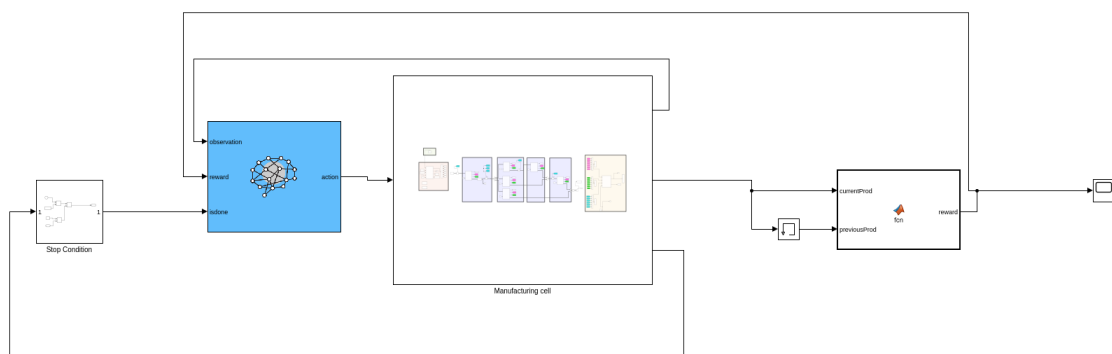 observation
reward
isdone
action
1
1
Stop Condition
Manufacturing cell
currentProd
previousProd
fcn
reward